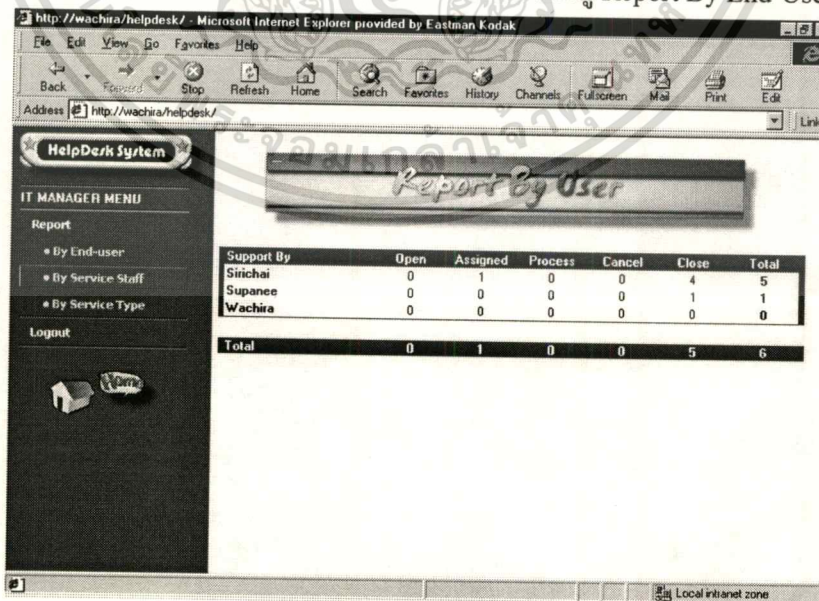 ดู Report By End-Use
http://wachira/helpdesk/ - Microsoft Internet Explorer provided by Eastman Kodak
File Edit View Go Favorites Help
Back Forward Stop Refresh Home Search Favorites History Channels Fullscreen Mail Print Edit
Address http://wachira/helpdesk/ Link
HelpDesk System
Report By User
IT MANAGER MENU
Report
By End-user
By Service Staff
By Service Type
Logout
Home
Support By Open Assigned Process Cancel Close Total
Sirichai 0 1 0 0 4 5
Supanee 0 0 0 0 1 1
Wachira 0 0 0 0 0 0
Total 0 1 0 0 5 6
Local intranet zone